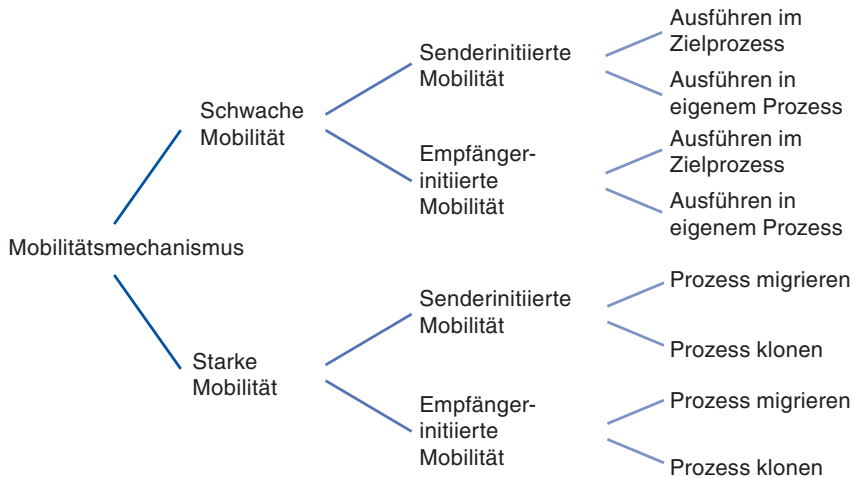 Mobilitätsmechanismus
Schwache
Mobilität
Senderinitiierte
Mobilität
Ausführen im
Zielprozess
Ausführen in
eigenem Prozess
Empfänger-
initiierte
Mobilität
Ausführen im
Zielprozess
Ausführen in
eigenem Prozess
Starke
Mobilität
Senderinitiierte
Mobilität
Prozess migrieren
Prozess klonen
Empfänger-
initiierte
Mobilität
Prozess migrieren
Prozess klonen